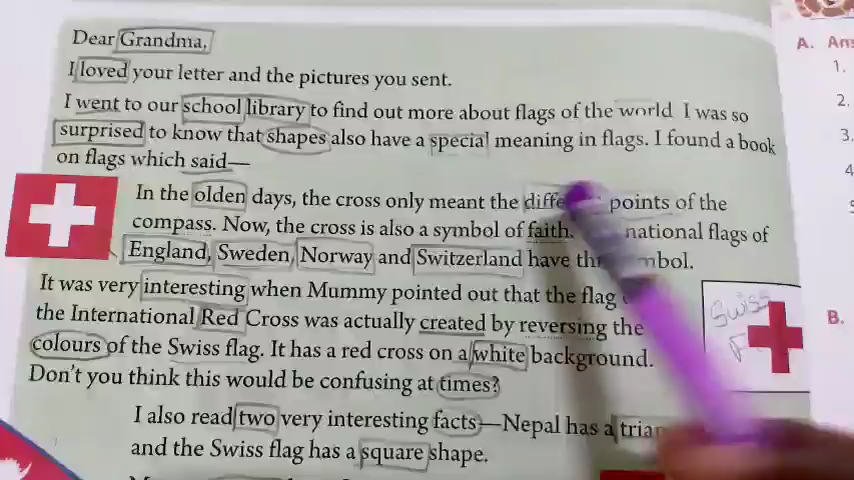 Dear Grandma,
I loved your letter and the pictures you sent.
I went to our school library to find out more about flags of the world I was so
surprised to know that shapes also have a special meaning in flags. I found a book
on flags which said—
In the olden days, the cross only meant the points of the
compass. Now, the cross is also a symbol of faith. national flags of
England, Sweden, Norway and Switzerland have
It was very interesting when Mummy pointed out that the flag
the International Red Cross was actually created by reversing the
colours of the Swiss flag. It has a red cross on a white background.
Don't you think this would be confusing at times?
I also read two very interesting facts—Nepal has a
and the Swiss flag has a square shape.
Swiss
A. Ans
1.
2.
3.
4
B.